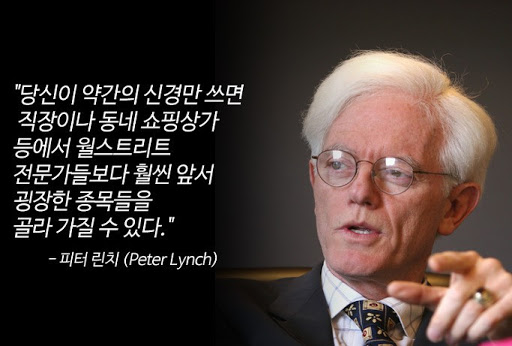 "당신이 약간의 신경만 쓰면
직장이나 동네 쇼핑상가
등에서 월스트리트
전문가들보다 훨씬 앞서
굉장한 종목들을
골라 가질 수 있다."
– 피터 린치 (Peter Lynch)